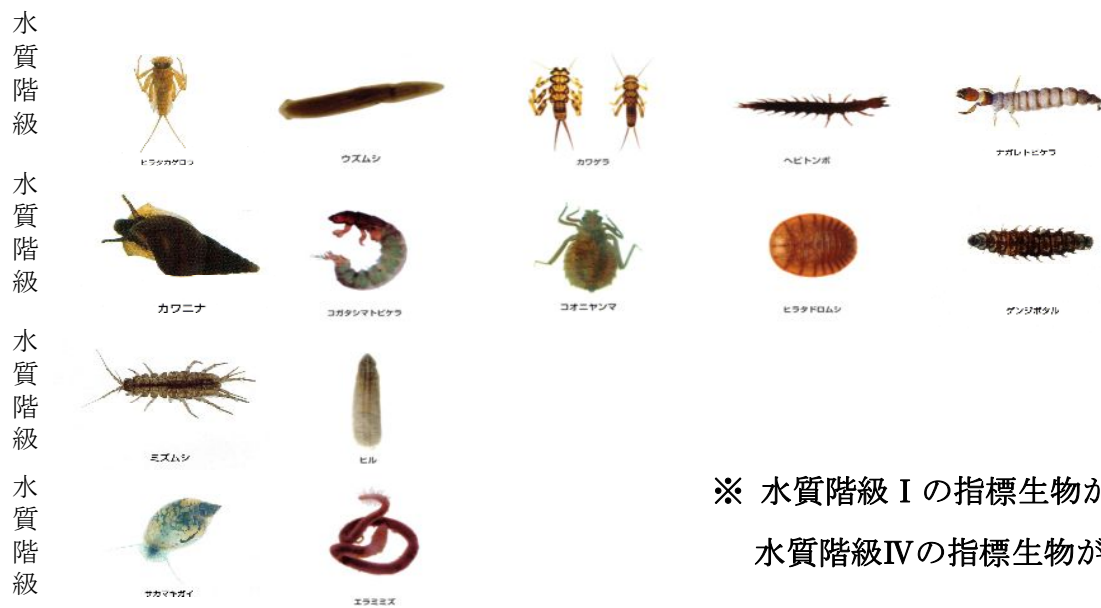 水質階級
ヒラタカゲロウ
ウズムシ
カワゲラ
ヘビトンボ
ナガレトビケラ
水質階級
カワニナ
コガタシマトビケラ
コオニヤンマ
ヒラタドロムシ
ゲンジボタル
水質階級
ミズムシ
ヒル
水質階級
サカマキガイ
エラミミズ
※ 水質階級Ⅰの指標生物が
水質階級Ⅳの指標生物が